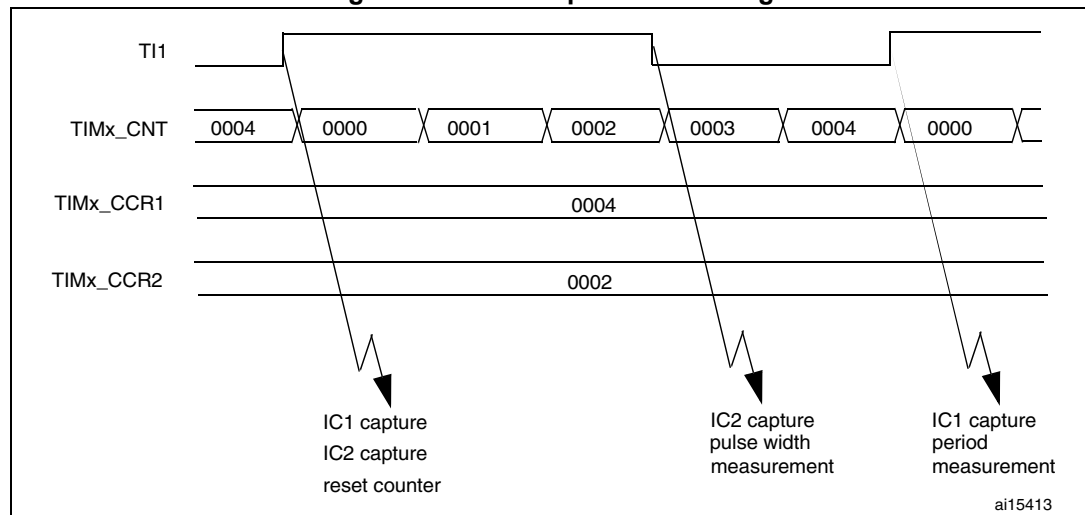 TI1
TIMx_CNT 0004 0000 0001 0002 0003 0004 0000
TIMx_CCR1 0004
TIMx_CCR2 0002
IC1 capture
IC2 capture
reset counter
IC2 capture
pulse width
measurement
IC1 capture
period
measurement
ai15413